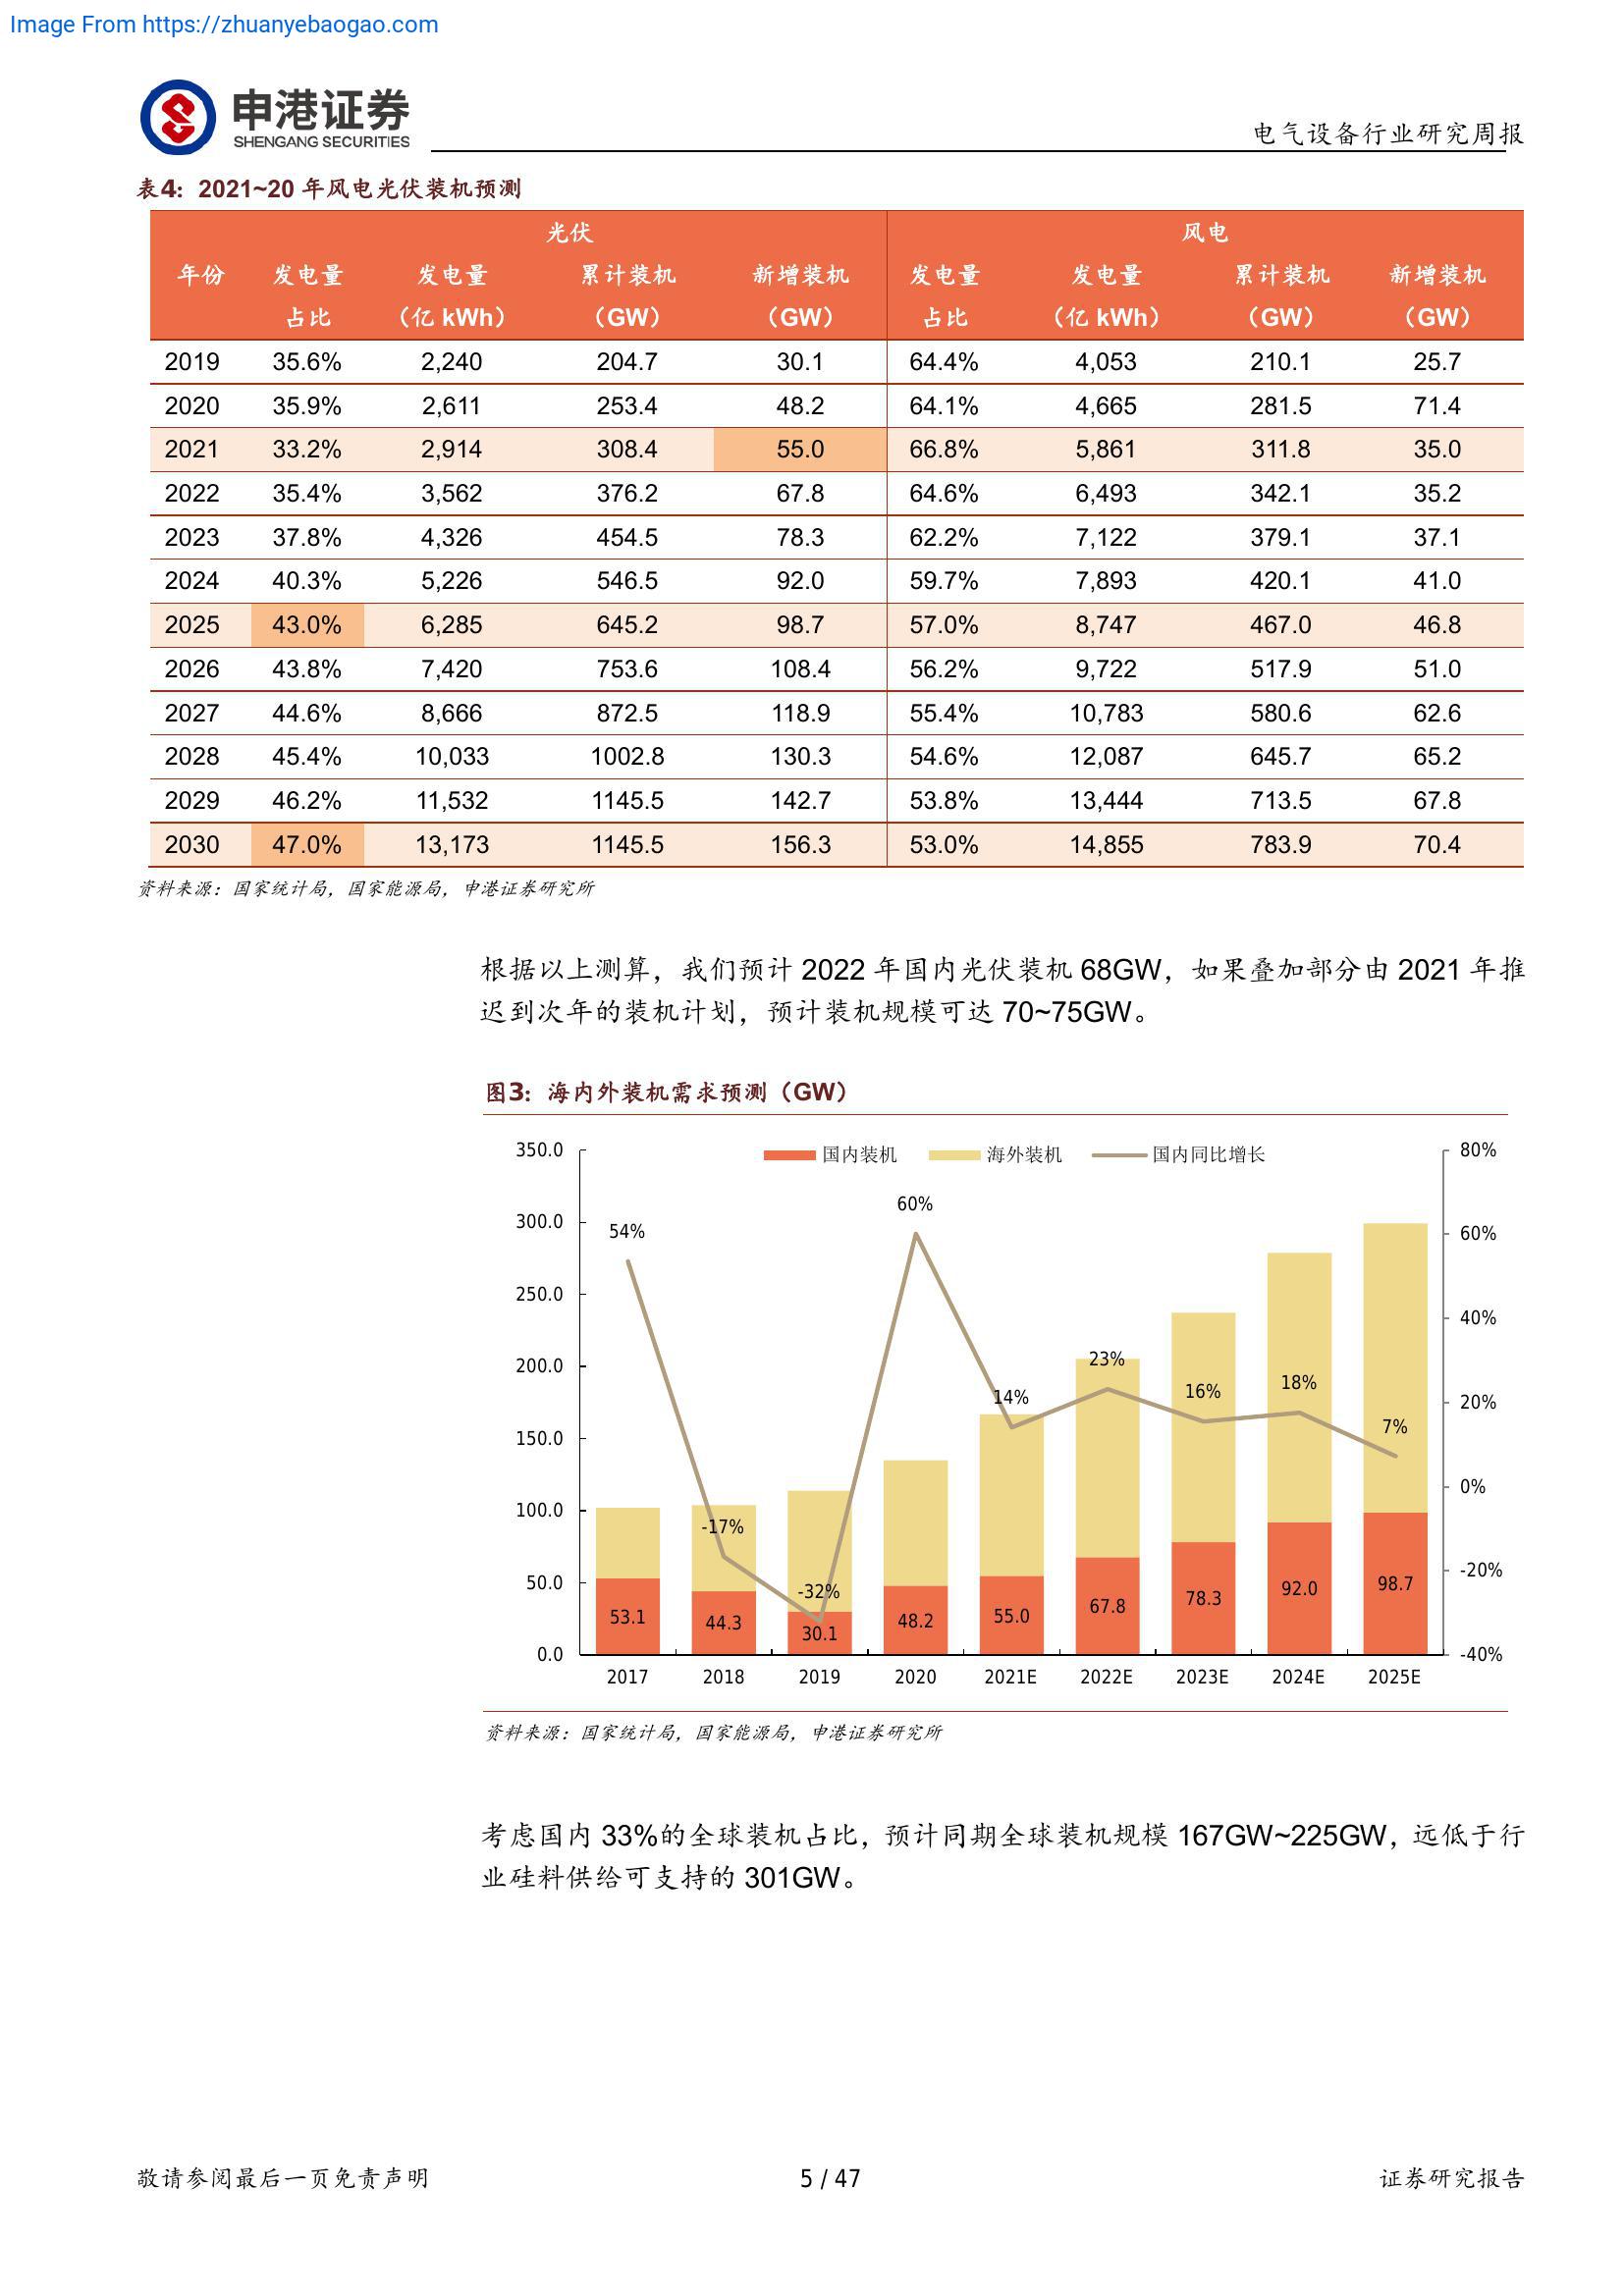 Image From https://zhuanyebaogao.com
申港证券
SHENGANG SECURITIES
电气设备行业研究周报
表4：2021~20 年风电光伏装机预测
光伏 风电
年份 发电量 发电量 累计装机 新增装机 发电量 发电量 累计装机 新增装机
占比 （亿 kWh） （GW） （GW） 占比 （亿 kWh） （GW） （GW）
2019 35.6% 2,240 204.7 30.1 64.4% 4,053 210.1 25.7
2020 35.9% 2,611 253.4 48.2 64.1% 4,665 281.5 71.4
2021 33.2% 2,914 308.4 55.0 66.8% 5,861 311.8 35.0
2022 35.4% 3,562 376.2 67.8 64.6% 6,493 342.1 35.2
2023 37.8% 4,326 454.5 78.3 62.2% 7,122 379.1 37.1
2024 40.3% 5,226 546.5 92.0 59.7% 7,893 420.1 41.0
2025 43.0% 6,285 645.2 98.7 57.0% 8,747 467.0 46.8
2026 43.8% 7,420 753.6 108.4 56.2% 9,722 517.9 51.0
2027 44.6% 8,666 872.5 118.9 55.4% 10,783 580.6 62.6
2028 45.4% 10,033 1002.8 130.3 54.6% 12,087 645.7 65.2
2029 46.2% 11,532 1145.5 142.7 53.8% 13,444 713.5 67.8
2030 47.0% 13,173 1145.5 156.3 53.0% 14,855 783.9 70.4
资料来源：国家统计局，国家能源局，申港证券研究所
根据以上测算，我们预计 2022 年国内光伏装机 68GW，如果叠加部分由 2021 年推
迟到次年的装机计划，预计装机规模可达 70~75GW。
图3：海内外装机需求预测（GW）
国内装机 海外装机 国内同比增长
350.0
300.0
250.0
200.0
150.0
100.0
50.0
0.0
80%
60%
40%
20%
0%
-20%
-40%
54%
-17%
-32%
60%
14%
23%
16%
18%
7%
53.1
44.3
30.1
48.2
55.0
67.8
78.3
92.0
98.7
2017 2018 2019 2020 2021E 2022E 2023E 2024E 2025E
资料来源：国家统计局，国家能源局，申港证券研究所
考虑国内 33%的全球装机占比，预计同期全球装机规模 167GW~225GW，远低于行
业硅料供给可支持的 301GW。
敬请参阅最后一页免责声明 5 / 47 证券研究报告